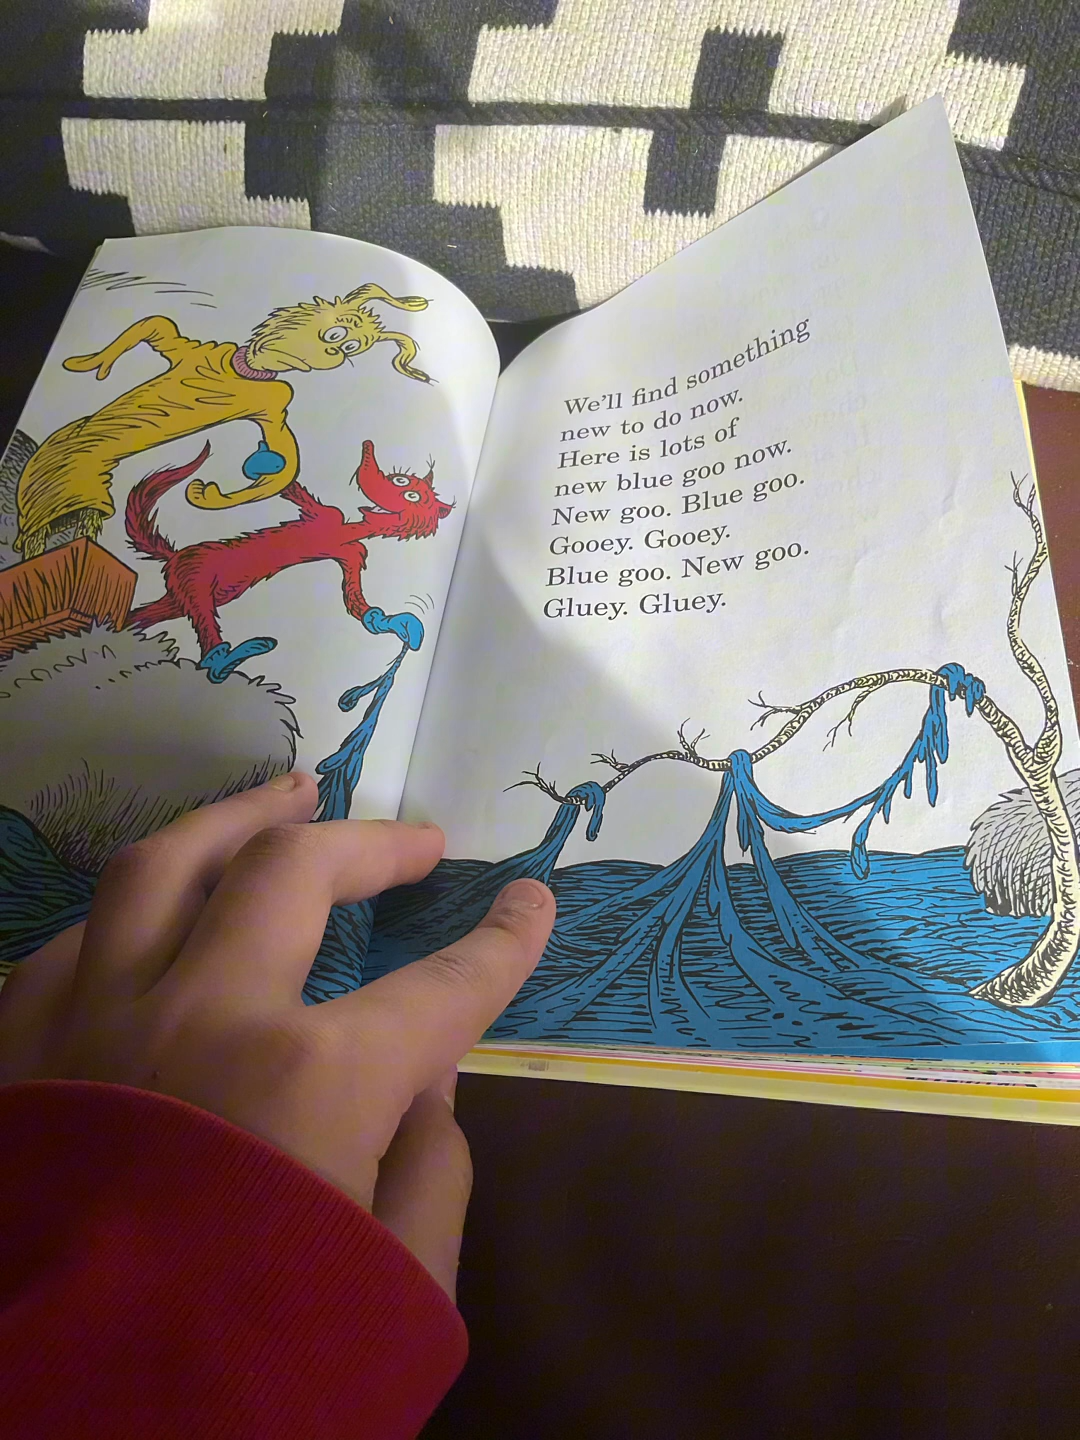 We'll find something
new to do now.
Here is lots of
new blue goo now.
New goo. Blue goo.
Gooey. Gooey.
Blue goo. New goo.
Gluey. Gluey.